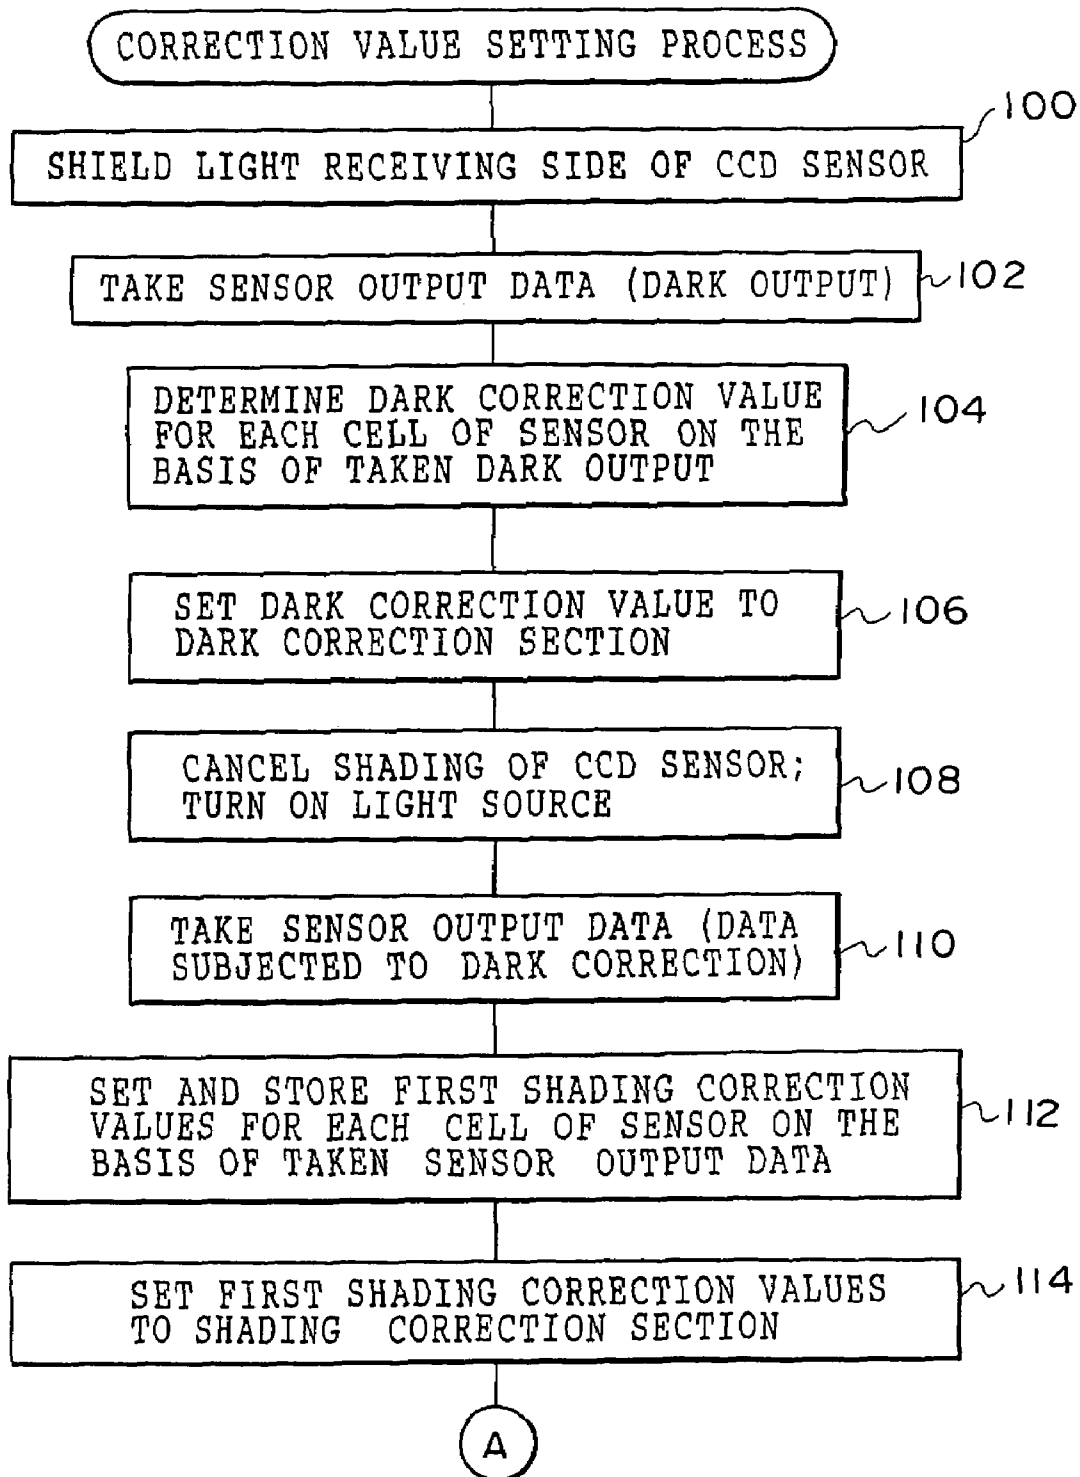 CORRECTION VALUE SETTING PROCESS
100
SHIELD LIGHT RECEIVING SIDE OF CCD SENSOR
TAKE SENSOR OUTPUT DATA (DARK OUTPUT)
102
DETERMINE DARK CORRECTION VALUE
FOR EACH CELL OF SENSOR ON THE
BASIS OF TAKEN DARK OUTPUT
104
SET DARK CORRECTION VALUE TO
DARK CORRECTION SECTION
106
CANCEL SHADING OF CCD SENSOR;
TURN ON LIGHT SOURCE
108
TAKE SENSOR OUTPUT DATA (DATA
SUBJECTED TO DARK CORRECTION)
110
SET AND STORE FIRST SHADING CORRECTION
VALUES FOR EACH CELL OF SENSOR ON THE
BASIS OF TAKEN SENSOR OUTPUT DATA
112
SET FIRST SHADING CORRECTION VALUES
TO SHADING CORRECTION SECTION
114
A